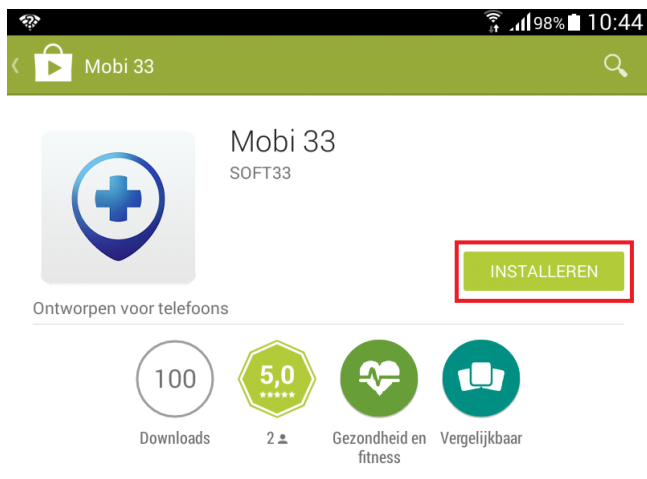 98% 10:44
Mobi 33
Mobi 33
SOFT33
INSTALLEREN
Ontworpen voor telefoons
100
5,0
Downloads
2
Gezondheid en
fitness
Vergelijkbaar